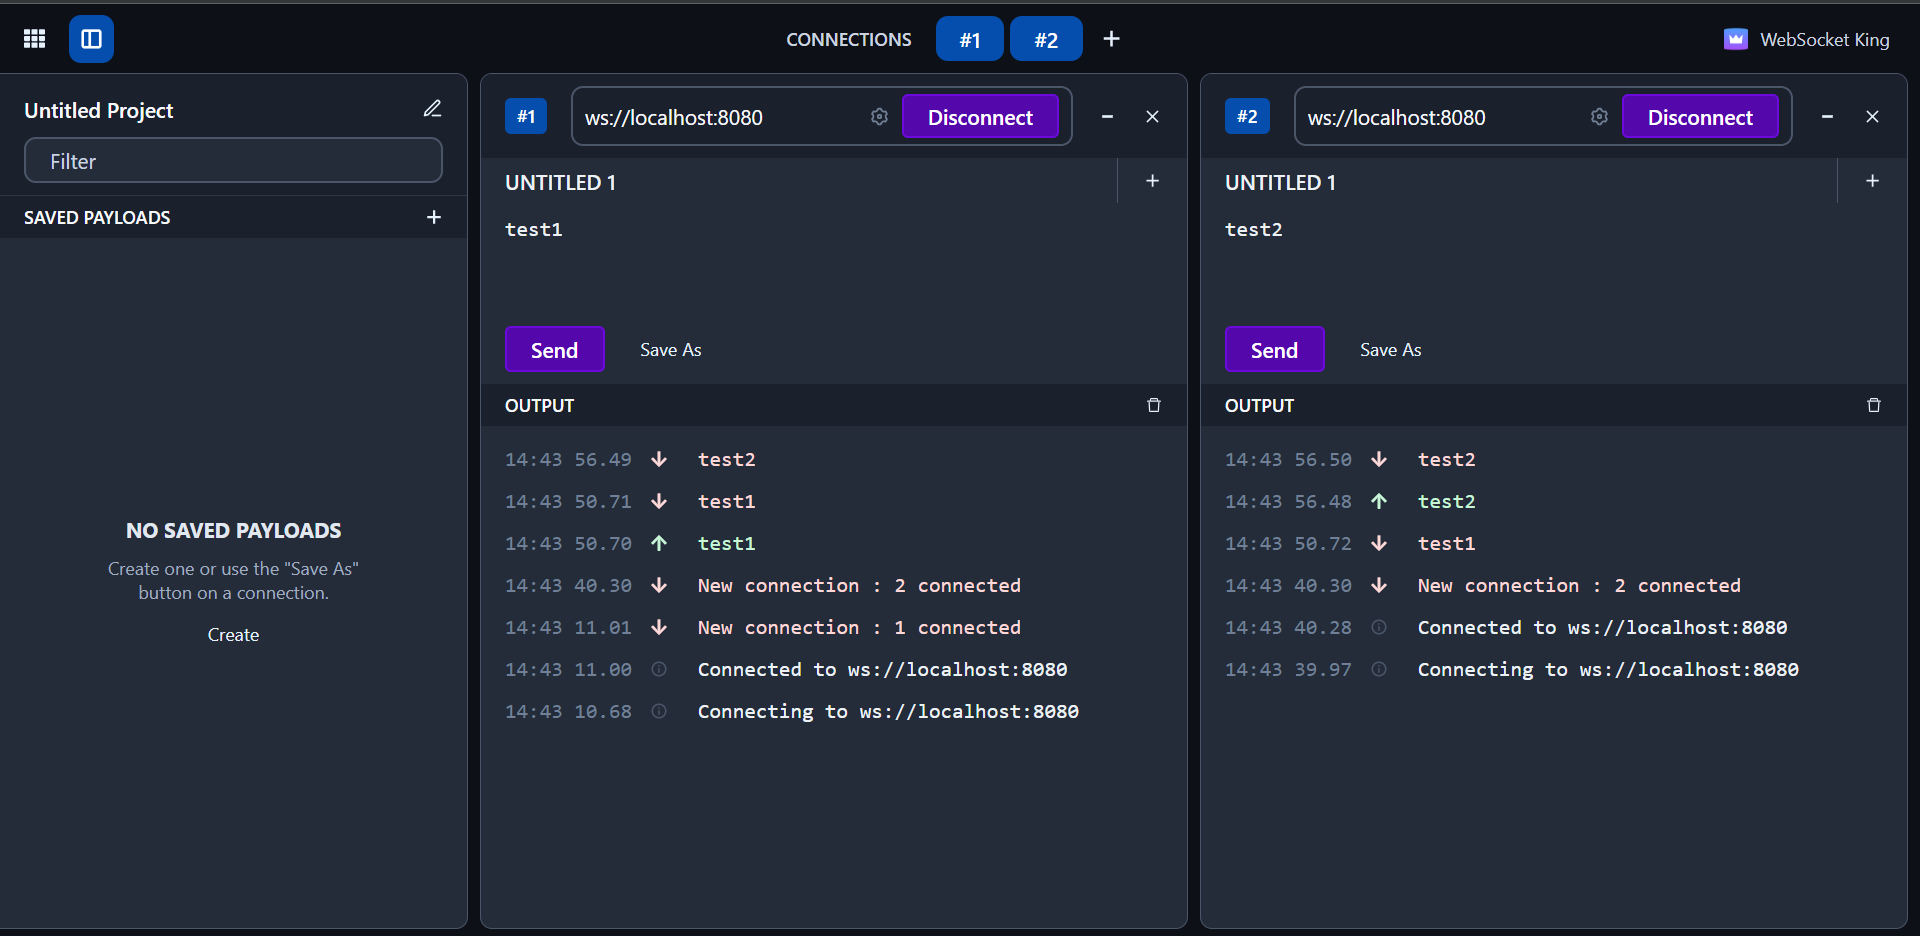 CONNECTIONS #1 #2 WebSocket King
Untitled Project
Filter
SAVED PAYLOADS
NO SAVED PAYLOADS
Create one or use the "Save As"
button on a connection.
Create
#1 ws://localhost:8080 Disconnect
UNTITLED 1
test1
Send Save As
OUTPUT
14:43 56.49 test2
14:43 50.71 test1
14:43 50.70 test1
14:43 40.30 New connection : 2 connected
14:43 11.01 New connection : 1 connected
14:43 11.00 Connected to ws://localhost:8080
14:43 10.68 Connecting to ws://localhost:8080
#2 ws://localhost:8080 Disconnect
UNTITLED 1
test2
Send Save As
OUTPUT
14:43 56.50 test2
14:43 56.48 test2
14:43 50.72 test1
14:43 40.30 New connection : 2 connected
14:43 40.28 Connected to ws://localhost:8080
14:43 39.97 Connecting to ws://localhost:8080